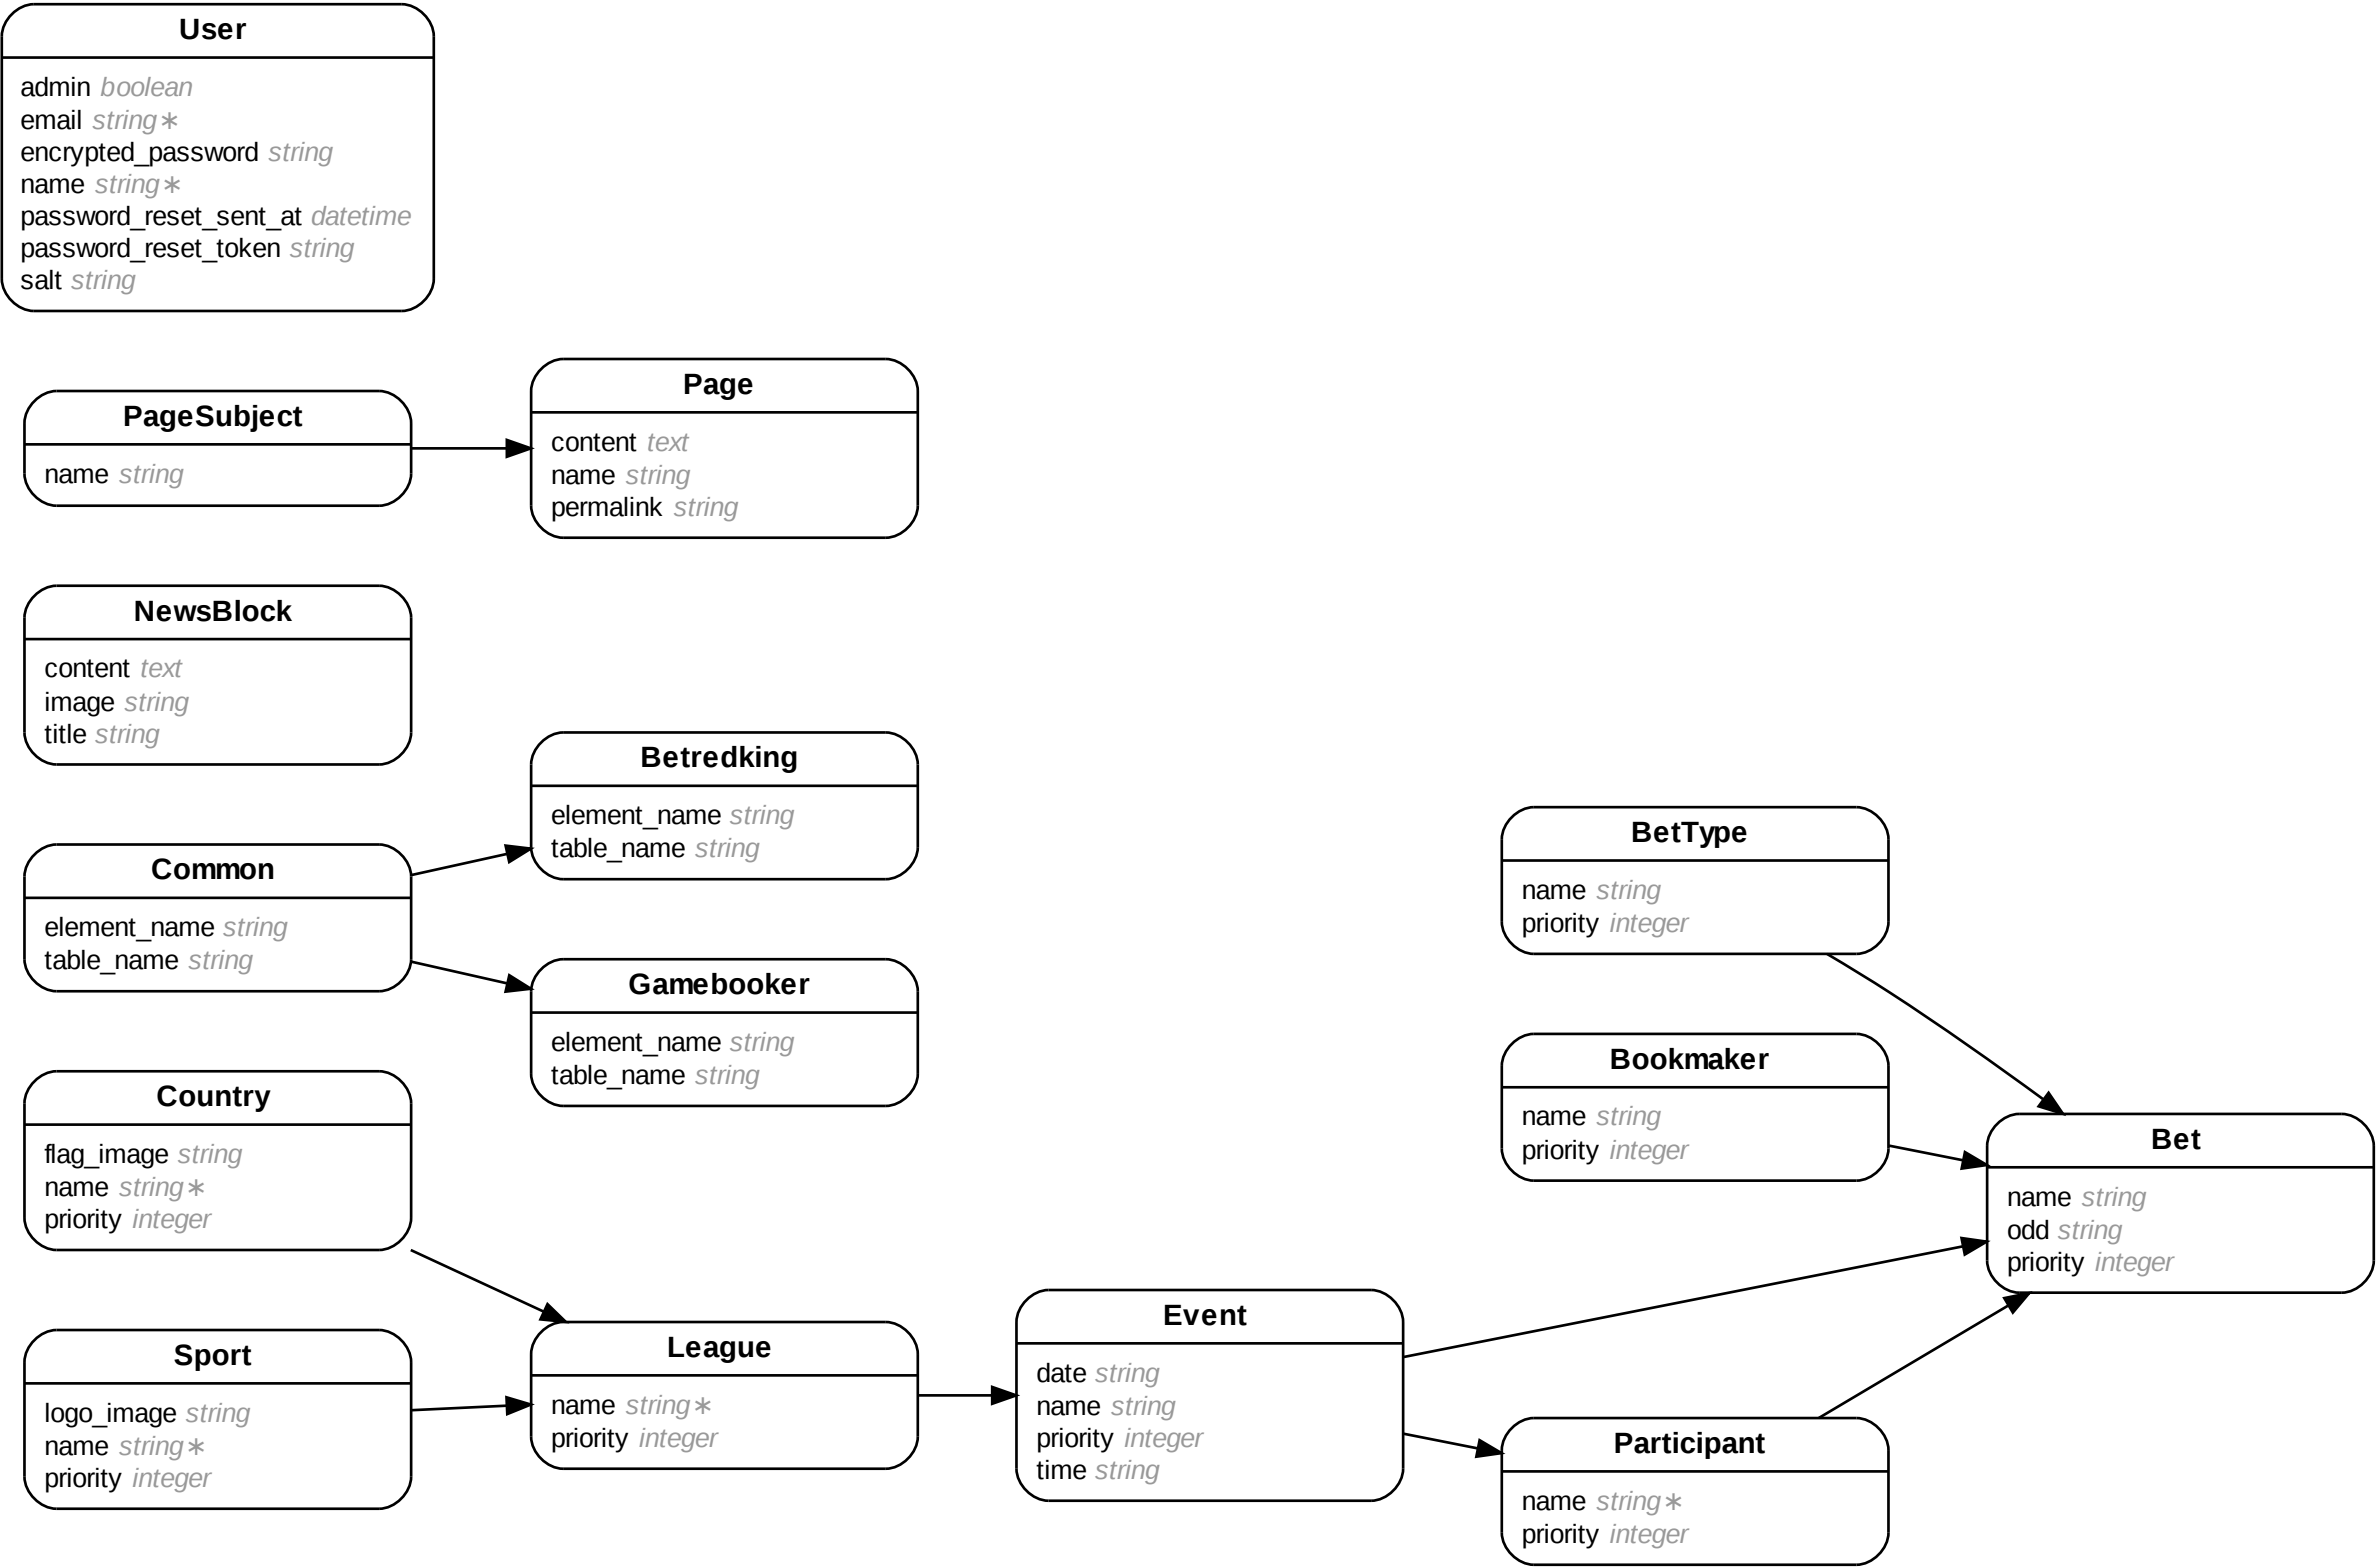 User
admin boolean
email string∗
encrypted_password string
name string∗
password_reset_sent_at datetime
password_reset_token string
salt string
PageSubject
name string
Page
content text
name string
permalink string
NewsBlock
content text
image string
title string
Betredking
element_name string
table_name string
Common
element_name string
table_name string
Gamebooker
element_name string
table_name string
Country
flag_image string
name string∗
priority integer
Sport
logo_image string
name string∗
priority integer
League
name string∗
priority integer
Event
date string
name string
priority integer
time string
BetType
name string
priority integer
Bookmaker
name string
priority integer
Participant
name string∗
priority integer
Bet
name string
odd string
priority integer